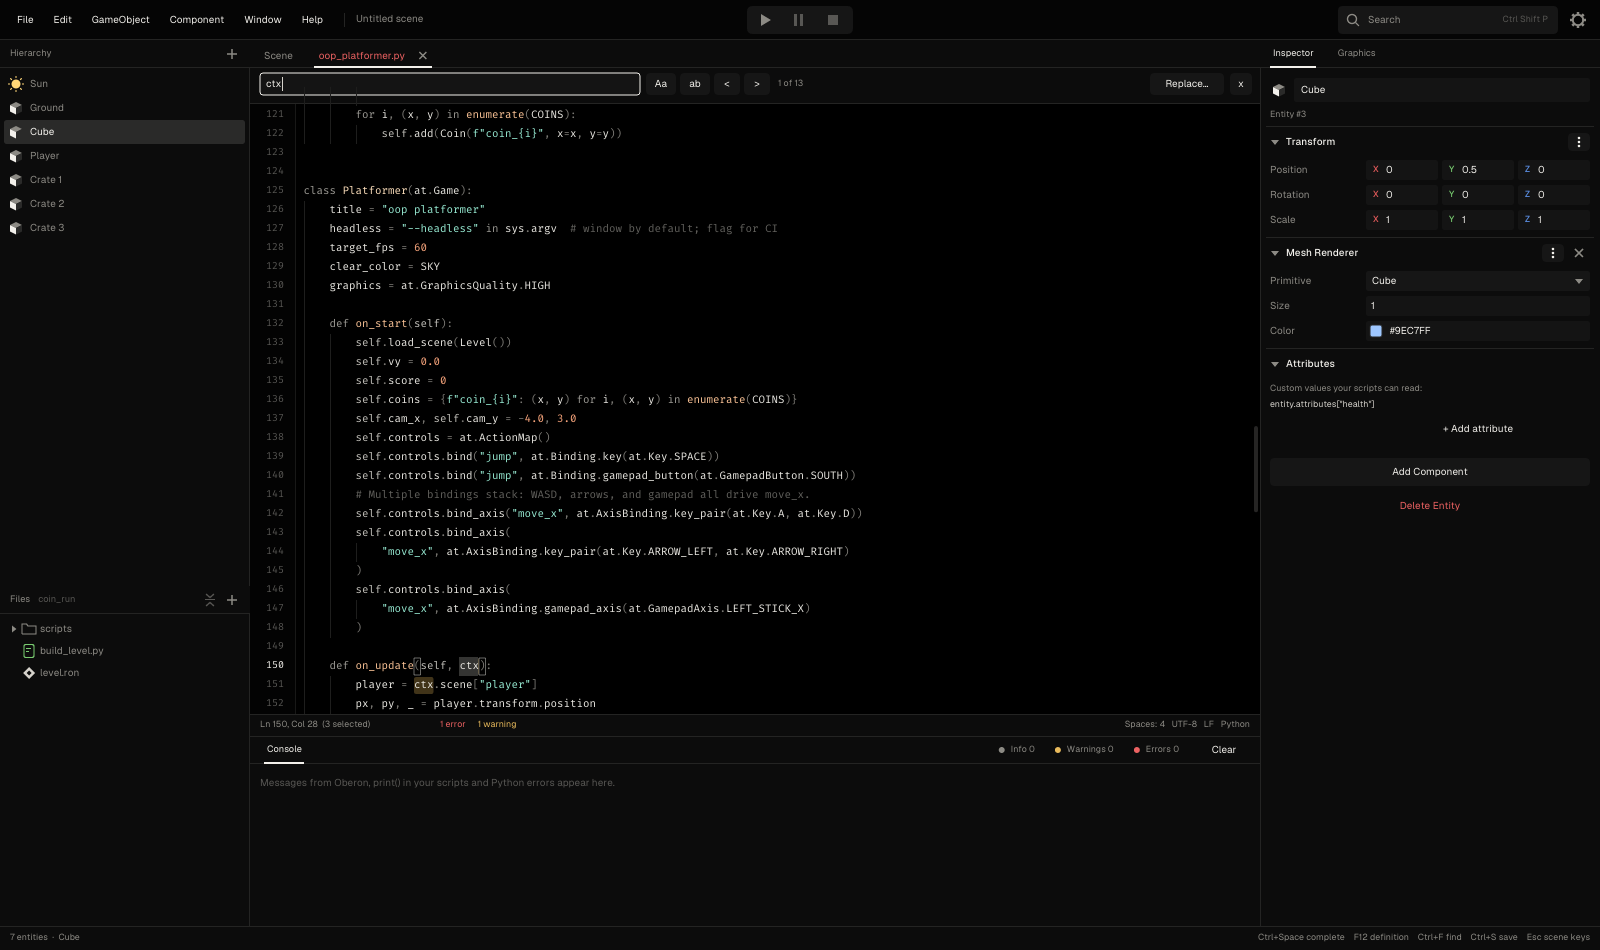 File Edit GameObject Component Window Help Untitled scene
Search Ctrl Shift P
Hierarchy
Sun
Ground
Cube
Player
Crate 1
Crate 2
Crate 3
Files coin_run
scripts
build_level.py
level.ron
Scene oop_platformer.py
ctx Aa ab < > 1 of 13 Replace... x
121 for i, (x, y) in enumerate(COINS):
122 self.add(Coin(f"coin_{i}", x=x, y=y))
123
124
125 class Platformer(at.Game):
126 title = "oop platformer"
127 headless = "--headless" in sys.argv # window by default; flag for CI
128 target_fps = 60
129 clear_color = SKY
130 graphics = at.GraphicsQuality.HIGH
131
132 def on_start(self):
133 self.load_scene(Level())
134 self.vy = 0.0
135 self.score = 0
136 self.coins = {f"coin_{i}": (x, y) for i, (x, y) in enumerate(COINS)}
137 self.cam_x, self.cam_y = -4.0, 3.0
138 self.controls = at.ActionMap()
139 self.controls.bind("jump", at.Binding.key(at.Key.SPACE))
140 self.controls.bind("jump", at.Binding.gamepad_button(at.GamepadButton.SOUTH))
141 # Multiple bindings stack: WASD, arrows, and gamepad all drive move_x.
142 self.controls.bind_axis("move_x", at.AxisBinding.key_pair(at.Key.A, at.Key.D))
143 self.controls.bind_axis(
144 "move_x", at.AxisBinding.key_pair(at.Key.ARROW_LEFT, at.Key.ARROW_RIGHT)
145 )
146 self.controls.bind_axis(
147 "move_x", at.AxisBinding.gamepad_axis(at.GamepadAxis.LEFT_STICK_X)
148 )
149
150 def on_update(self, ctx):
151 player = ctx.scene["player"]
152 px, py, _ = player.transform.position
Ln 150, Col 28 (3 selected) 1 error 1 warning Spaces: 4 UTF-8 LF Python
Console Info 0 Warnings 0 Errors 0 Clear
Messages from Oberon, print() in your scripts and Python errors appear here.
Inspector Graphics
Cube
Entity #3
Transform
Position X 0 Y 0.5 Z 0
Rotation X 0 Y 0 Z 0
Scale X 1 Y 1 Z 1
Mesh Renderer
Primitive Cube
Size 1
Color #9EC7FF
Attributes
Custom values your scripts can read:
entity.attributes["health"]
+ Add attribute
Add Component
Delete Entity
7 entities · Cube
Ctrl+Space complete F12 definition Ctrl+F find Ctrl+S save Esc scene keys